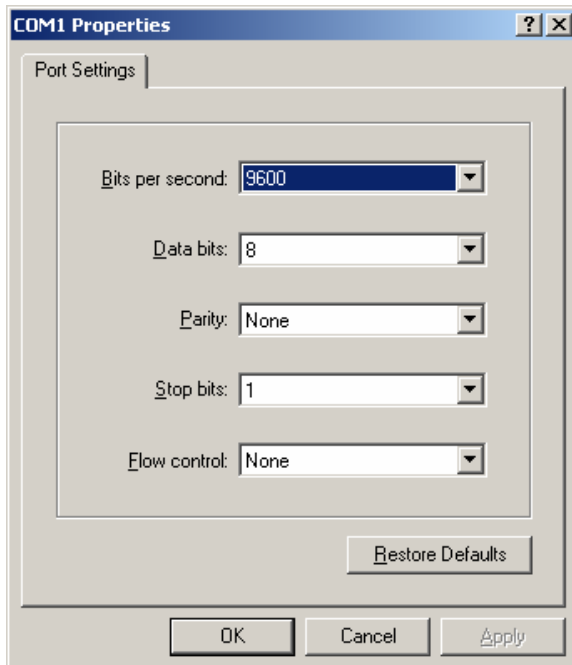 COM1 Properties
Port Settings
Bits per second: 9600
Data bits: 8
Parity: None
Stop bits: 1
Flow control: None
Restore Defaults
OK Cancel Apply